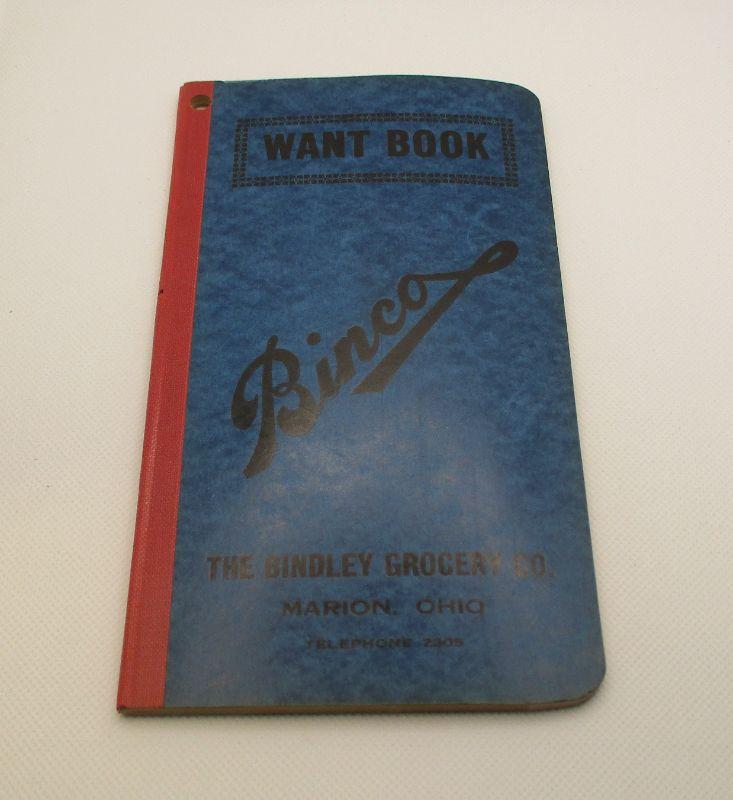 WANT BOOK
Binco
THE BINDLEY GROCERY CO.
MARION, OHIO
TELEPHONE 2305